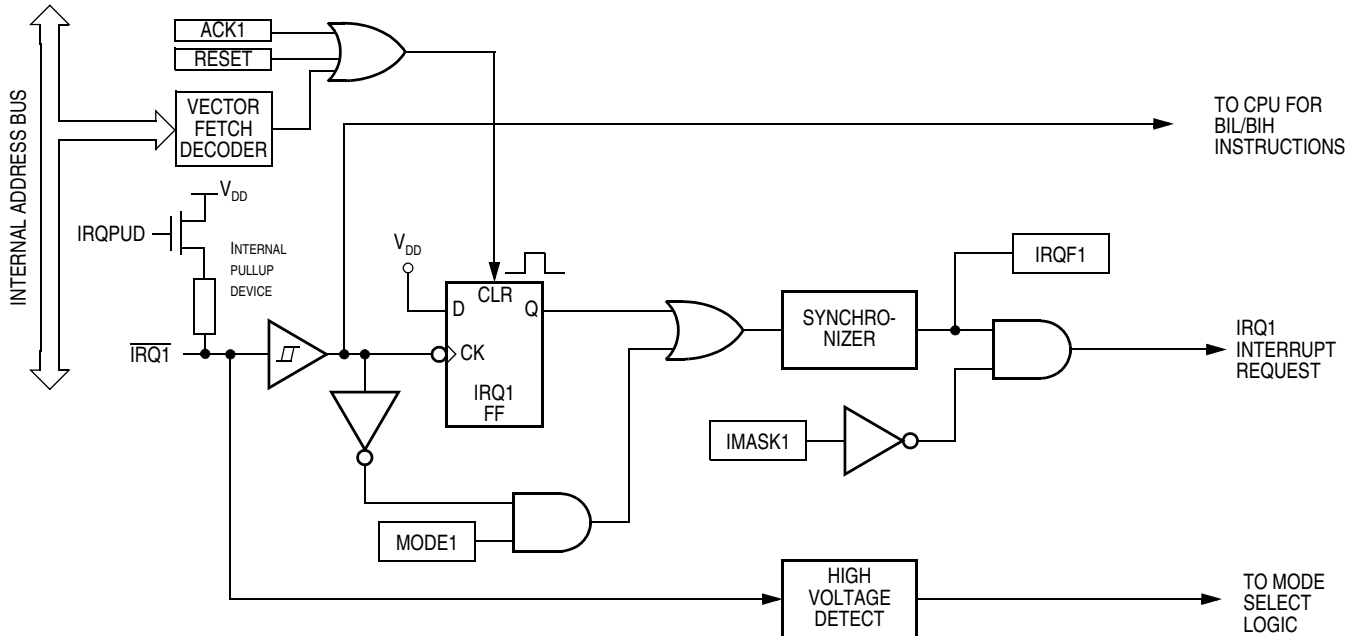 ACK1
RESET
VECTOR
FETCH
DECODER
INTERNAL ADDRESS BUS
TO CPU FOR
BIL/BIH
INSTRUCTIONS
VDD
IRQPUD
INTERNAL
PULLUP
DEVICE
VDD
D
CLR
Q
CK
IRQ1
FF
IRQ1
SYNCHRO-
NIZER
IRQF1
IRQ1
INTERRUPT
REQUEST
IMASK1
MODE1
HIGH
VOLTAGE
DETECT
TO MODE
SELECT
LOGIC